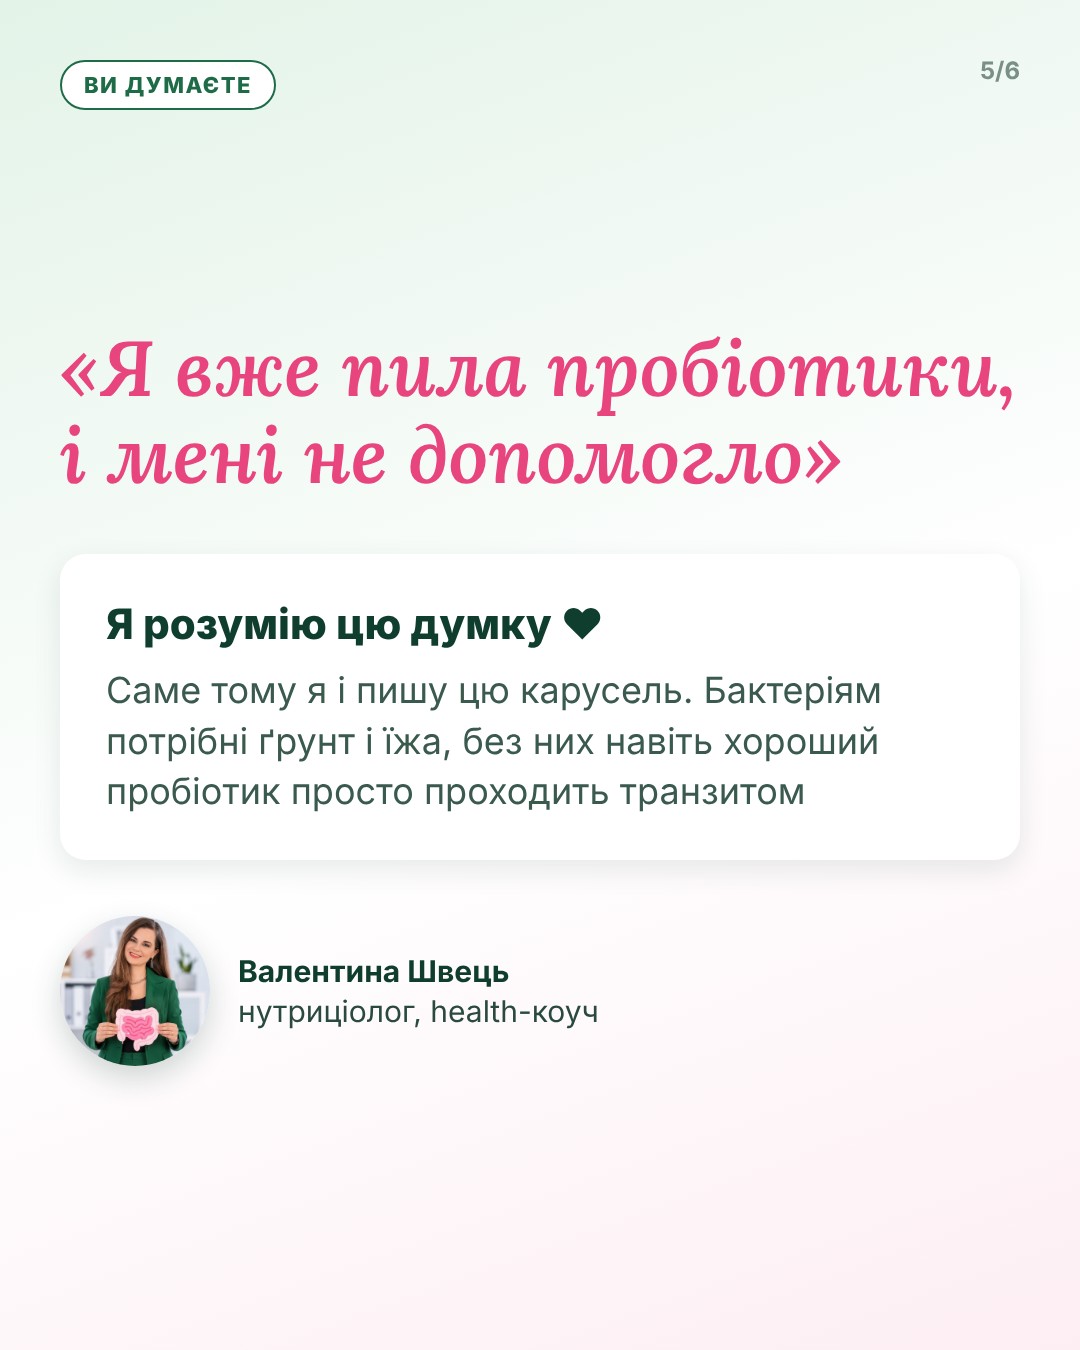 ВИ ДУМАЄТЕ
5/6
«Я вже пила пробіотики,
і мені не допомогло»
Я розумію цю думку ♥
Саме тому я і пишу цю карусель. Бактеріям
потрібні ґрунт і їжа, без них навіть хороший
пробіотик просто проходить транзитом
Валентина Швець
нутриціолог, health-коуч